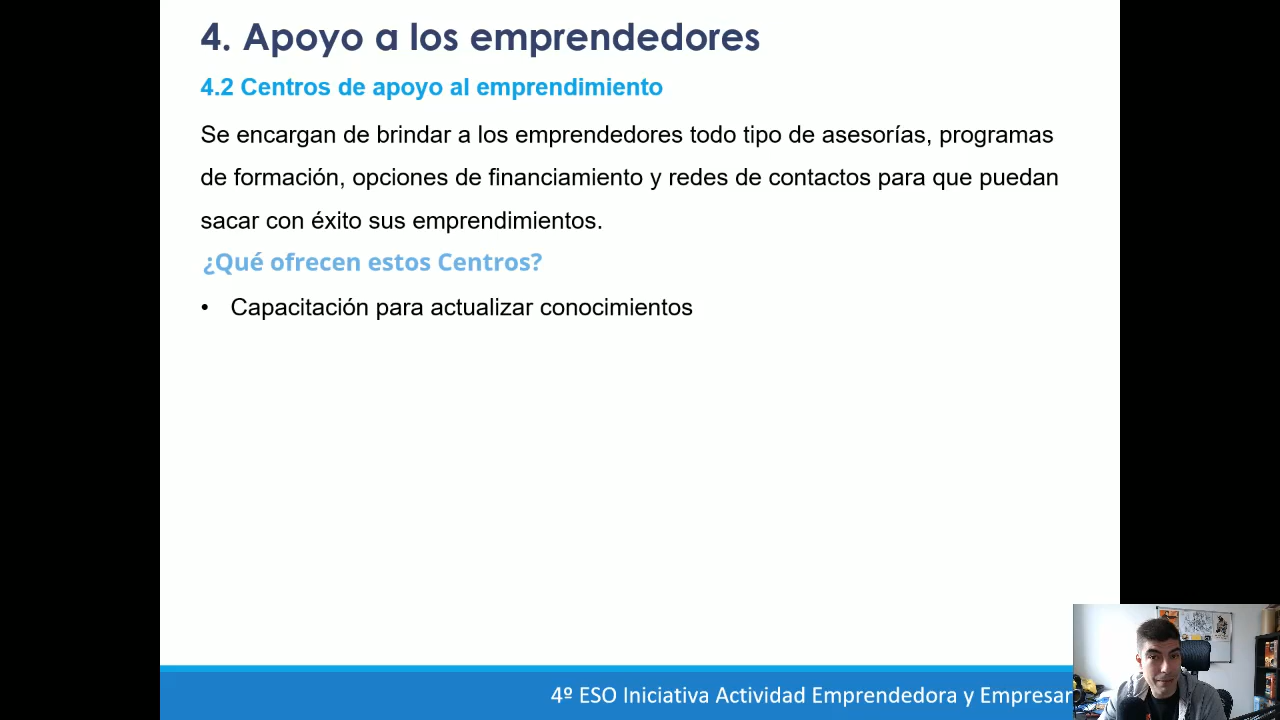 4. Apoyo a los emprendedores
4.2 Centros de apoyo al emprendimiento
Se encargan de brindar a los emprendedores todo tipo de asesorías, programas
de formación, opciones de financiamiento y redes de contactos para que puedan
sacar con éxito sus emprendimientos.
¿Qué ofrecen estos Centros?
• Capacitación para actualizar conocimientos
4º ESO Iniciativa Actividad Emprendedora y Empresar